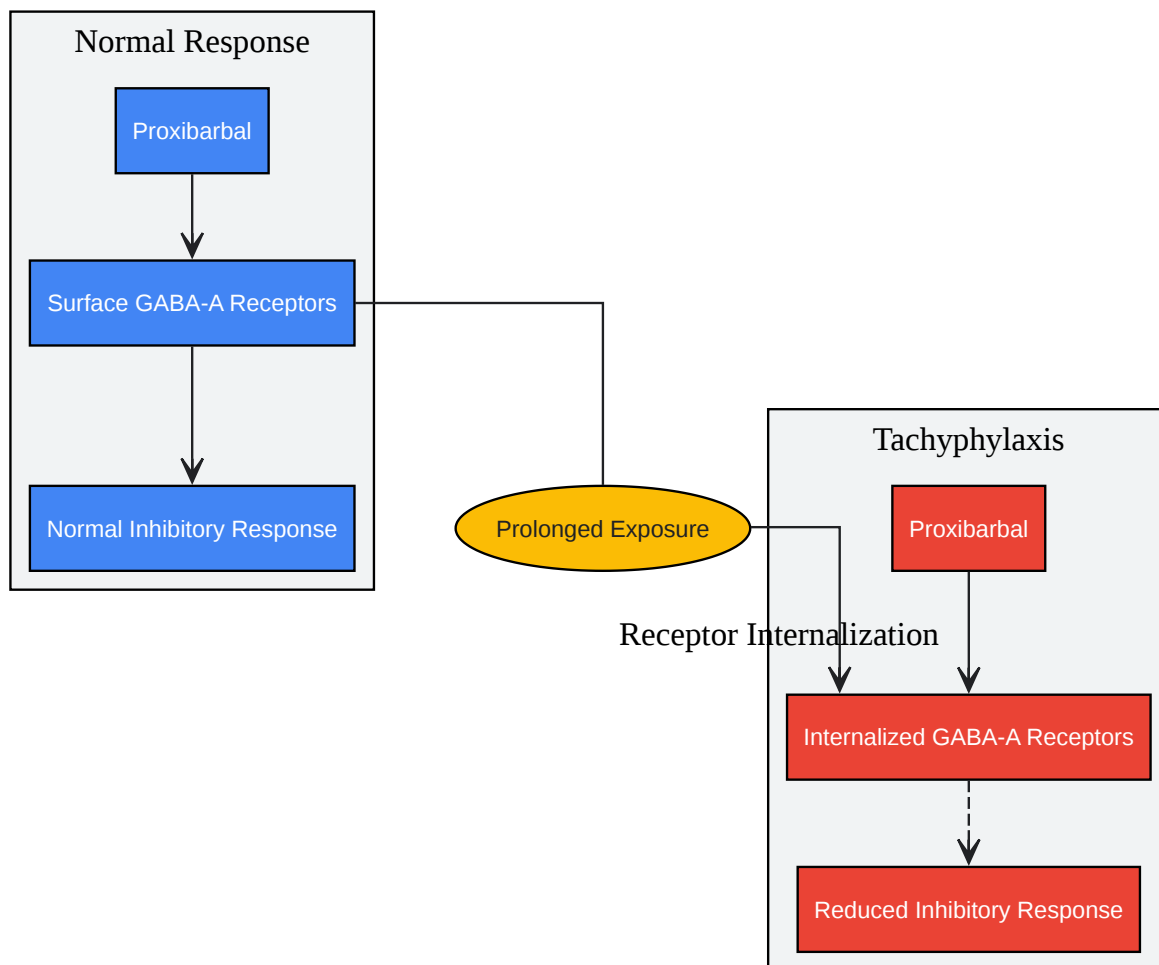 Normal Response
Proxibarbal
Surface GABA-A Receptors
Normal Inhibitory Response
Prolonged Exposure
Receptor Internalization
Tachyphylaxis
Proxibarbal
Internalized GABA-A Receptors
Reduced Inhibitory Response